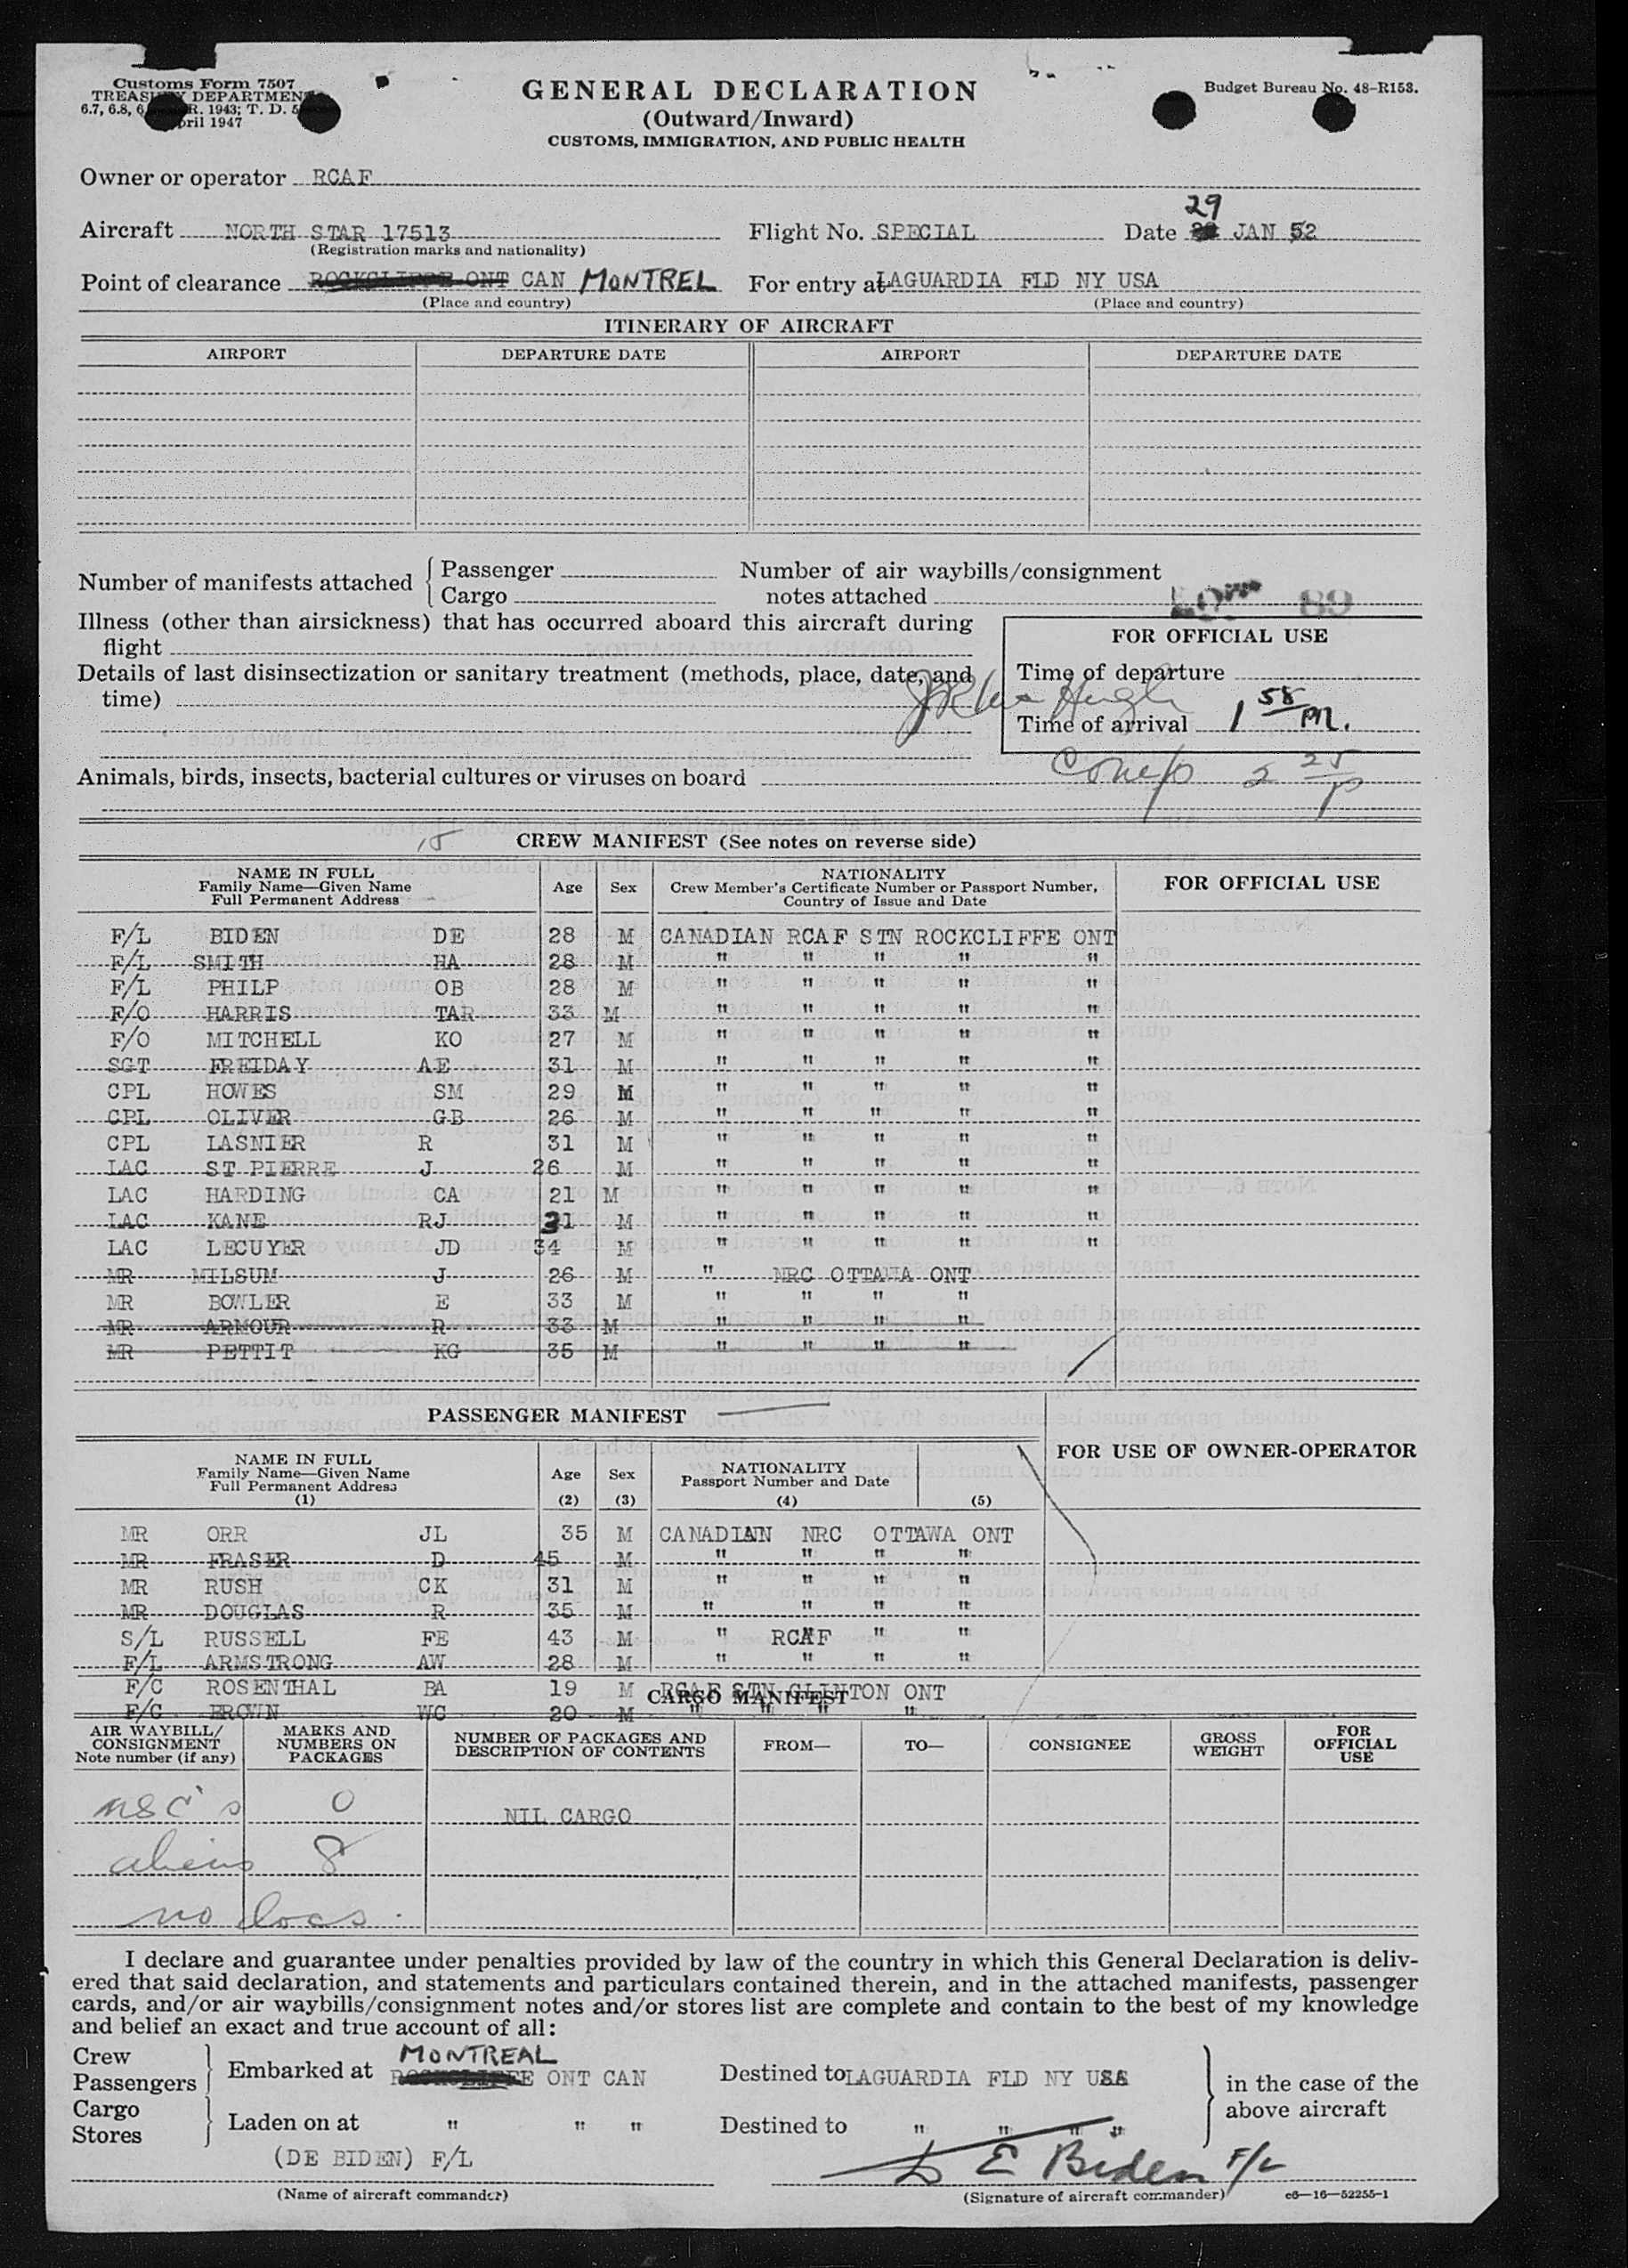 Customs Form 7507
TREASURY DEPARTMENT
6.7, 6.8, R. 1943; T. D.
April 1947
GENERAL DECLARATION
(Outward/Inward)
CUSTOMS, IMMIGRATION, AND PUBLIC HEALTH
Budget Bureau No. 48-R153.
Owner or operator RCAF
29
Aircraft NORTH STAR 17513 Flight No. SPECIAL Date JAN 52
(Registration marks and nationality)
Point of clearance ROCKCLIFFE ONT CAN MONTREL For entry at LAGUARDIA FLD NY USA
(Place and country) (Place and country)
ITINERARY OF AIRCRAFT
AIRPORT DEPARTURE DATE AIRPORT DEPARTURE DATE
Number of manifests attached { Passenger Number of air waybills/consignment
Cargo notes attached
89
Illness (other than airsickness) that has occurred aboard this aircraft during
flight
FOR OFFICIAL USE
Details of last disinsectization or sanitary treatment (methods, place, date, and
time)
Time of departure
Time of arrival 1 58 PM.
Animals, birds, insects, bacterial cultures or viruses on board
Comp 2 25 p
15 CREW MANIFEST (See notes on reverse side)
NAME IN FULL
Family Name—Given Name
Full Permanent Address
Age Sex
NATIONALITY
Crew Member's Certificate Number or Passport Number,
Country of Issue and Date
FOR OFFICIAL USE
F/L BIDEN DE 28 M CANADIAN RCAF STN ROCKCLIFFE ONT
F/L SMITH HA 28 M " " " " "
F/L PHILP OB 28 M " " " " "
F/O HARRIS TAR 33 M " " " " "
F/O MITCHELL KO 27 M " " " " "
SGT FREIDAY AE 31 M " " " " "
CPL HOWES SM 29 M " " " " "
CPL OLIVER GB 26 M " " " " "
CPL LASNIER R 31 M " " " " "
LAC ST PIERRE J 26 M " " " " "
LAC HARDING CA 21 M " " " " "
LAC KANE RJ 31 M " " " " "
LAC LECUYER JD 34 M " " " " "
MR MILSUM J 26 M " NRC OTTAWA ONT
MR BOWLER E 33 M " " " "
MR ARMOUR R 33 M " " " "
MR PETTIT KG 35 M " " " "
PASSENGER MANIFEST
NAME IN FULL
Family Name—Given Name
Full Permanent Address
(1)
Age
(2)
Sex
(3)
NATIONALITY
Passport Number and Date
(4) (5)
FOR USE OF OWNER-OPERATOR
MR ORR JL 35 M CANADIAN NRC OTTAWA ONT
MR FRASER D 45 M " " " "
MR RUSH CK 31 M " " " "
MR DOUGLAS R 35 M " " " "
S/L RUSSELL FE 43 M " RCAF " "
F/L ARMSTRONG AW 28 M " " " "
F/C ROSENTHAL BA 19 M RCAF STN CLINTON ONT
CARGO MANIFEST
F/C BROWN WC 20 M " " " "
AIR WAYBILL/
CONSIGNMENT
Note number (if any)
MARKS AND
NUMBERS ON
PACKAGES
NUMBER OF PACKAGES AND
DESCRIPTION OF CONTENTS
FROM— TO— CONSIGNEE
GROSS
WEIGHT
FOR
OFFICIAL
USE
0 NIL CARGO
aliens 8
no docs.
I declare and guarantee under penalties provided by law of the country in which this General Declaration is deliv-
ered that said declaration, and statements and particulars contained therein, and in the attached manifests, passenger
cards, and/or air waybills/consignment notes and/or stores list are complete and contain to the best of my knowledge
and belief an exact and true account of all:
Crew
Passengers
Cargo
Stores
MONTREAL
Embarked at ROCKCLIFFE ONT CAN Destined to LAGUARDIA FLD NY USA
Laden on at " " " Destined to " " " "
in the case of the
above aircraft
(DE BIDEN) F/L
D E Biden F/L
(Name of aircraft commander) (Signature of aircraft commander) c6—16—52255-1